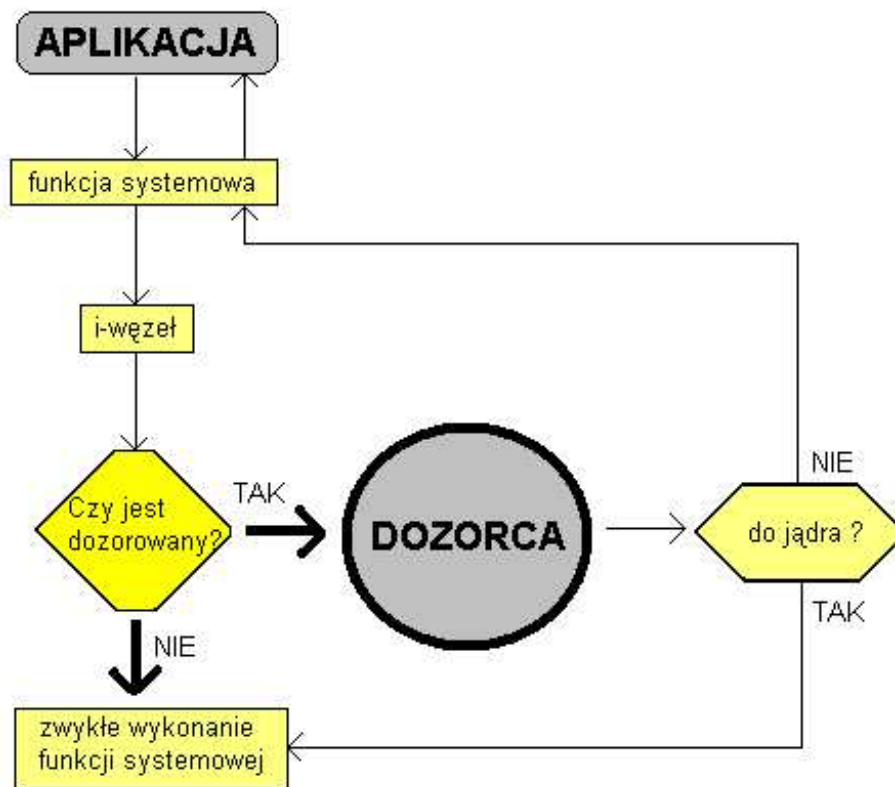 APLIKACJA
funkcja systemowa
i-węzeł
Czy jest
dozorowany?
TAK
DOZORCA
do jądra ?
NIE
TAK
NIE
zwykłe wykonanie
funkcji systemowej